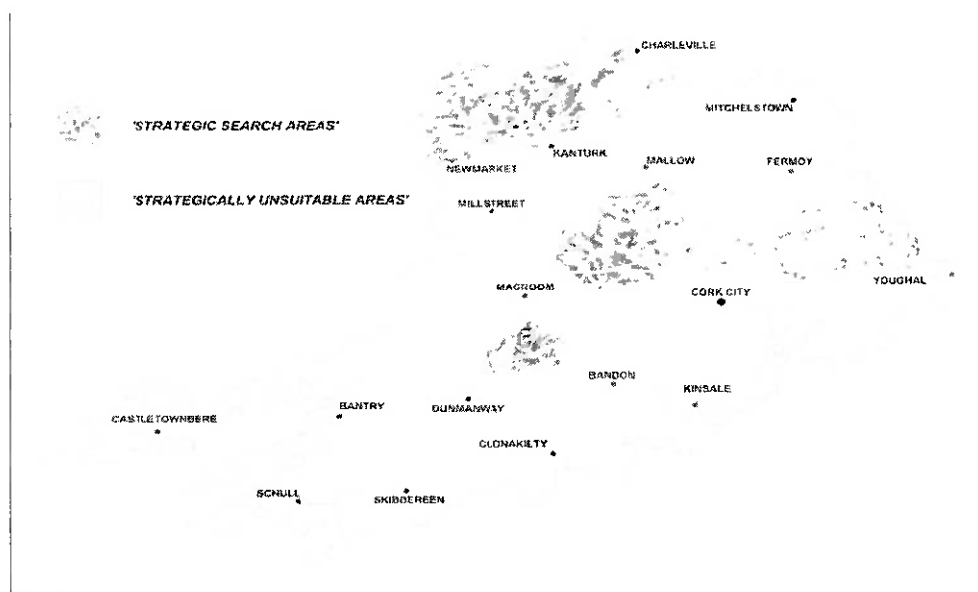 CHARLEVILLE
MITCHELSTOWN
'STRATEGIC SEARCH AREAS'
KANTURK
MALLOW
FERMOY
NEWMARKET
'STRATEGICALLY UNSUITABLE AREAS'
MILLSTREET
YOUGHAL
MACROOM
CORK CITY
BANDON
KINSALE
BANTRY
DUNMANWAY
CASTLETOWNBERE
CLONAKILTY
SCHULL
SKIBBEREEN